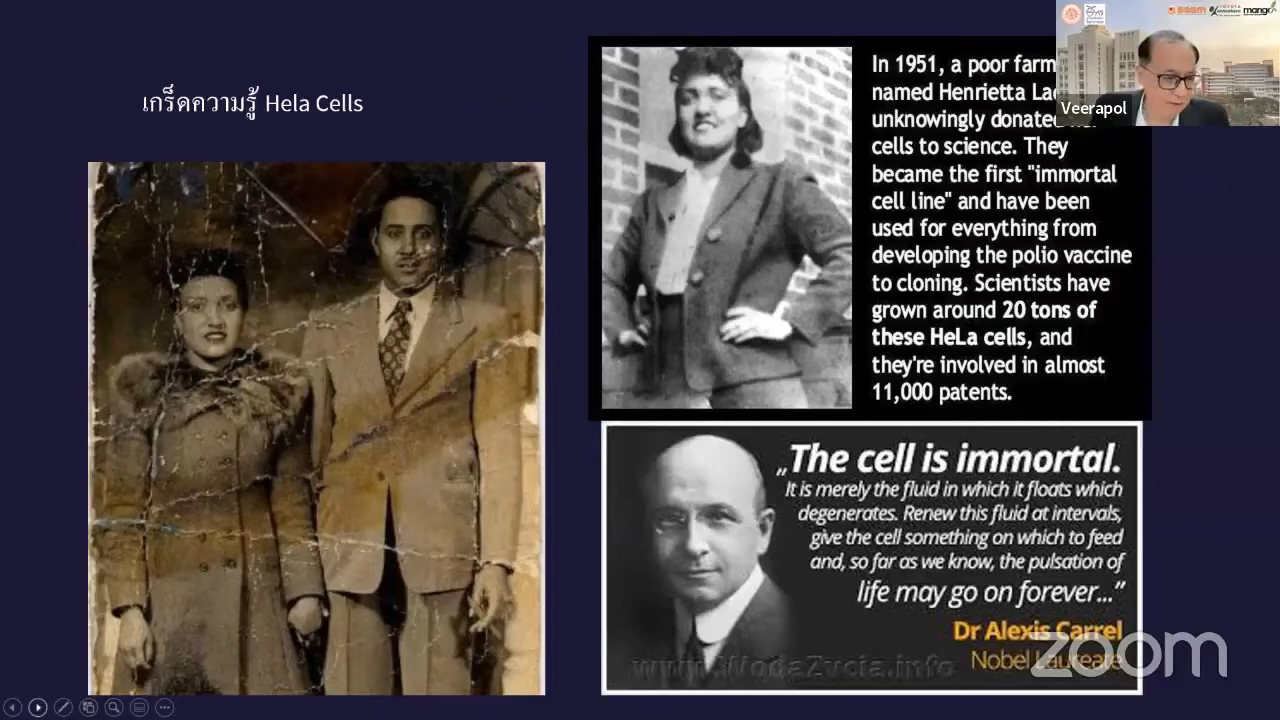 เกร็ดความรู้ Hela Cells
In 1951, a poor farm
named Henrietta
unknowingly donated
cells to science. They
became the first "immortal
cell line" and have been
used for everything from
developing the polio vaccine
to cloning. Scientists have
grown around 20 tons of
these HeLa cells, and
they're involved in almost
11,000 patents.
Veerapol
mango
„The cell is immortal.
It is merely the fluid in which it floats which
degenerates. Renew this fluid at intervals,
give the cell something on which to feed
and, so far as we know, the pulsation of
life may go on forever...”
Dr Alexis Carrel
Nobel Laureate
www.WodaZycia.info
zoom